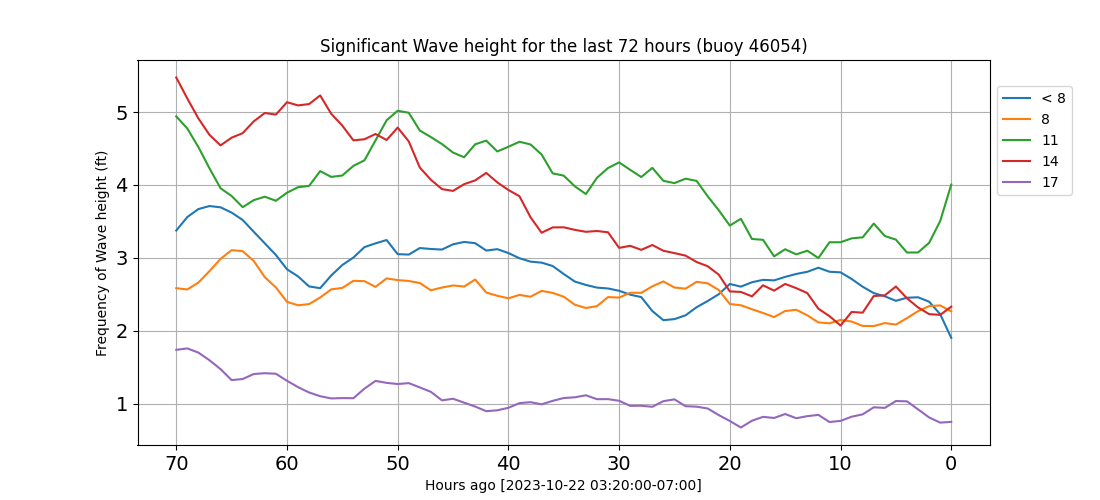 Significant Wave height for the last 72 hours (buoy 46054)
Frequency of Wave height (ft)
5
4
3
2
1
70 60 50 40 30 20 10 0
Hours ago [2023-10-22 03:20:00-07:00]
< 8
8
11
14
17